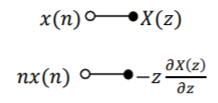 x(n) ○—● X(z)
nx(n) ○—● −z ∂X(z)/∂z